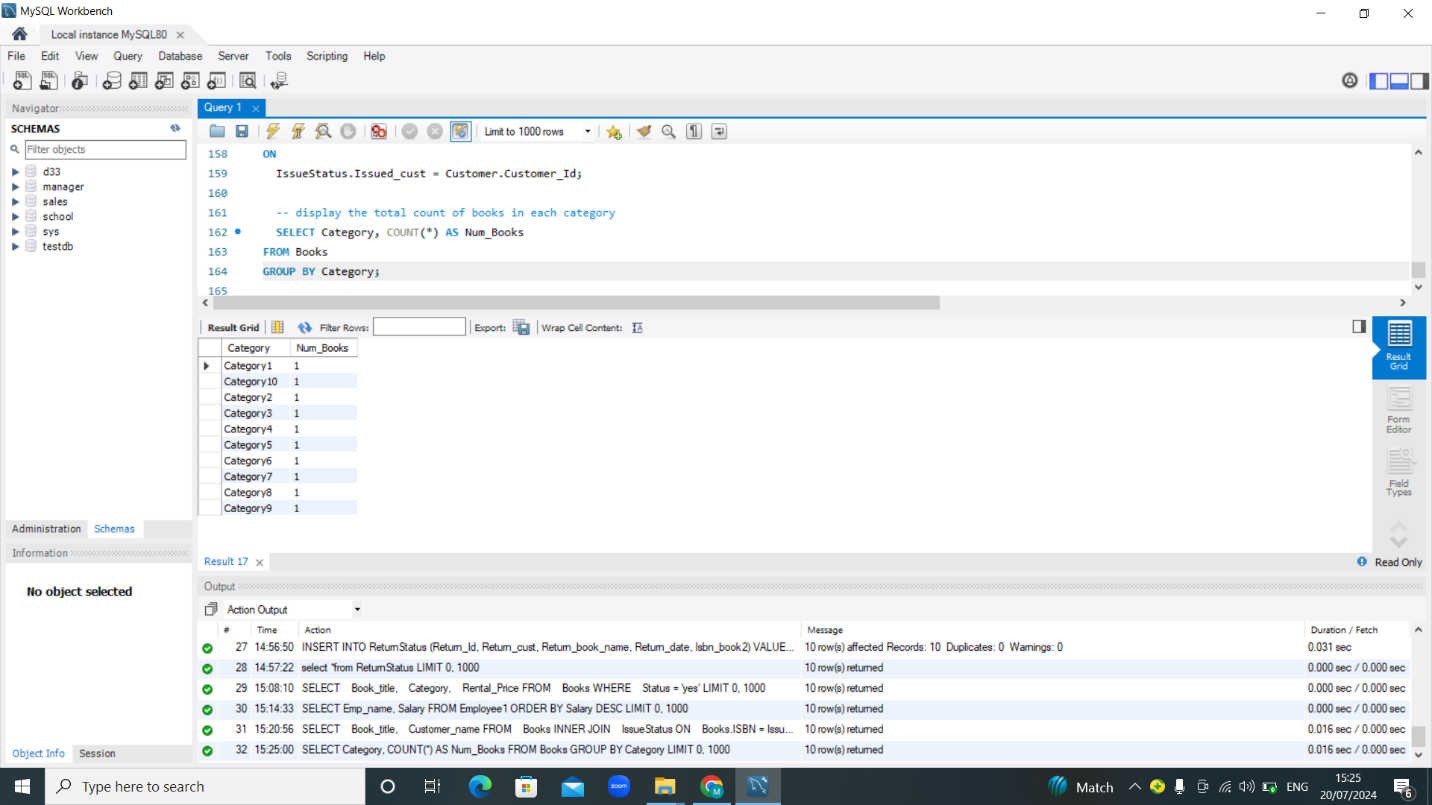 MySQL Workbench
Local instance MySQL80
File Edit View Query Database Server Tools Scripting Help
Navigator
SCHEMAS
Filter objects
d33
manager
sales
school
sys
testdb
Administration Schemas
Information
No object selected
Object Info Session
Query 1
Limit to 1000 rows
158 ON
159 IssueStatus.Issued_cust = Customer.Customer_Id;
160
161 -- display the total count of books in each category
162 SELECT Category, COUNT(*) AS Num_Books
163 FROM Books
164 GROUP BY Category;
165
Result Grid Filter Rows: Export: Wrap Cell Content:
Category Num_Books
Category1 1
Category10 1
Category2 1
Category3 1
Category4 1
Category5 1
Category6 1
Category7 1
Category8 1
Category9 1
Result
Grid
Form
Editor
Field
Types
Result 17
Read Only
Output
Action Output
# Time Action Message Duration / Fetch
27 14:56:50 INSERT INTO ReturnStatus (Return_Id, Return_cust, Return_book_name, Return_date, Isbn_book2) VALUE... 10 row(s) affected Records: 10 Duplicates: 0 Warnings: 0 0.031 sec
28 14:57:22 select *from ReturnStatus LIMIT 0, 1000 10 row(s) returned 0.000 sec / 0.000 sec
29 15:08:10 SELECT Book_title, Category, Rental_Price FROM Books WHERE Status = 'yes' LIMIT 0, 1000 10 row(s) returned 0.000 sec / 0.000 sec
30 15:14:33 SELECT Emp_name, Salary FROM Employee1 ORDER BY Salary DESC LIMIT 0, 1000 10 row(s) returned 0.000 sec / 0.000 sec
31 15:20:56 SELECT Book_title, Customer_name FROM Books INNER JOIN IssueStatus ON Books.ISBN = Issu... 10 row(s) returned 0.016 sec / 0.000 sec
32 15:25:00 SELECT Category, COUNT(*) AS Num_Books FROM Books GROUP BY Category LIMIT 0, 1000 10 row(s) returned 0.016 sec / 0.000 sec
Type here to search
zoom
M
Match
ENG
15:25
20/07/2024
6